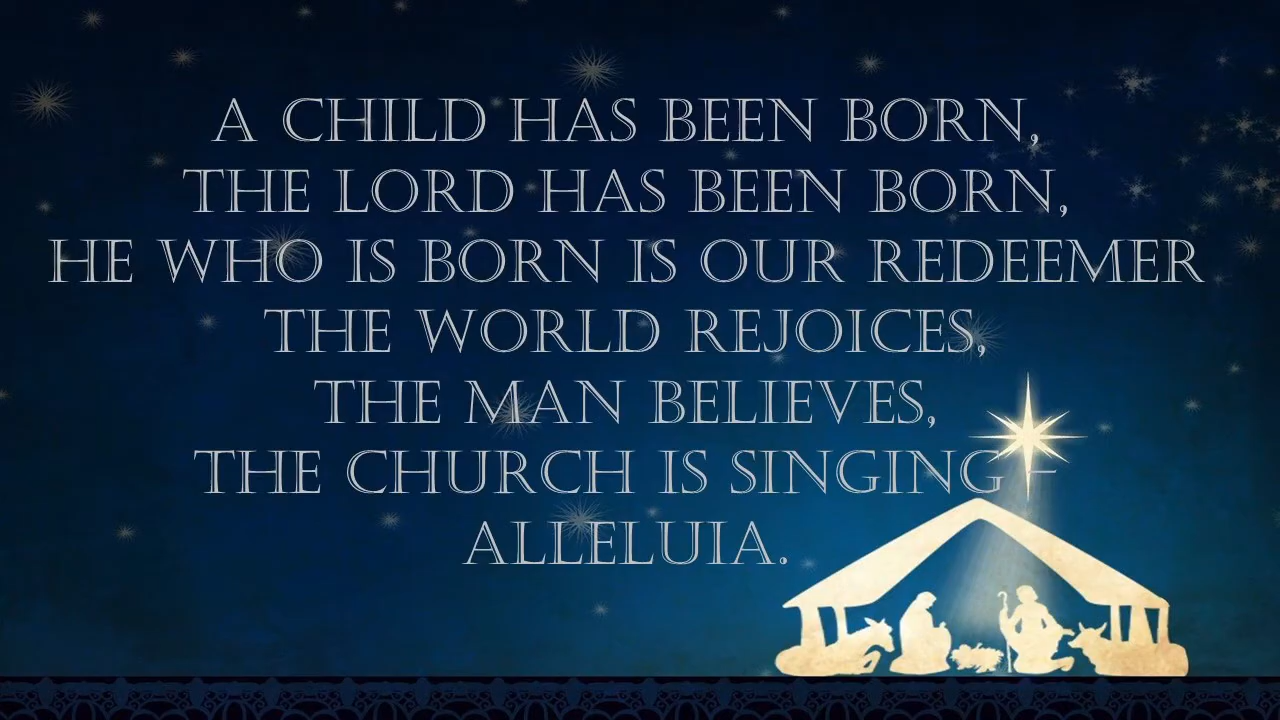 A CHILD HAS BEEN BORN,
THE LORD HAS BEEN BORN,
HE WHO IS BORN IS OUR REDEEMER
THE WORLD REJOICES,
THE MAN BELIEVES,
THE CHURCH IS SINGING –
ALLELUIA.